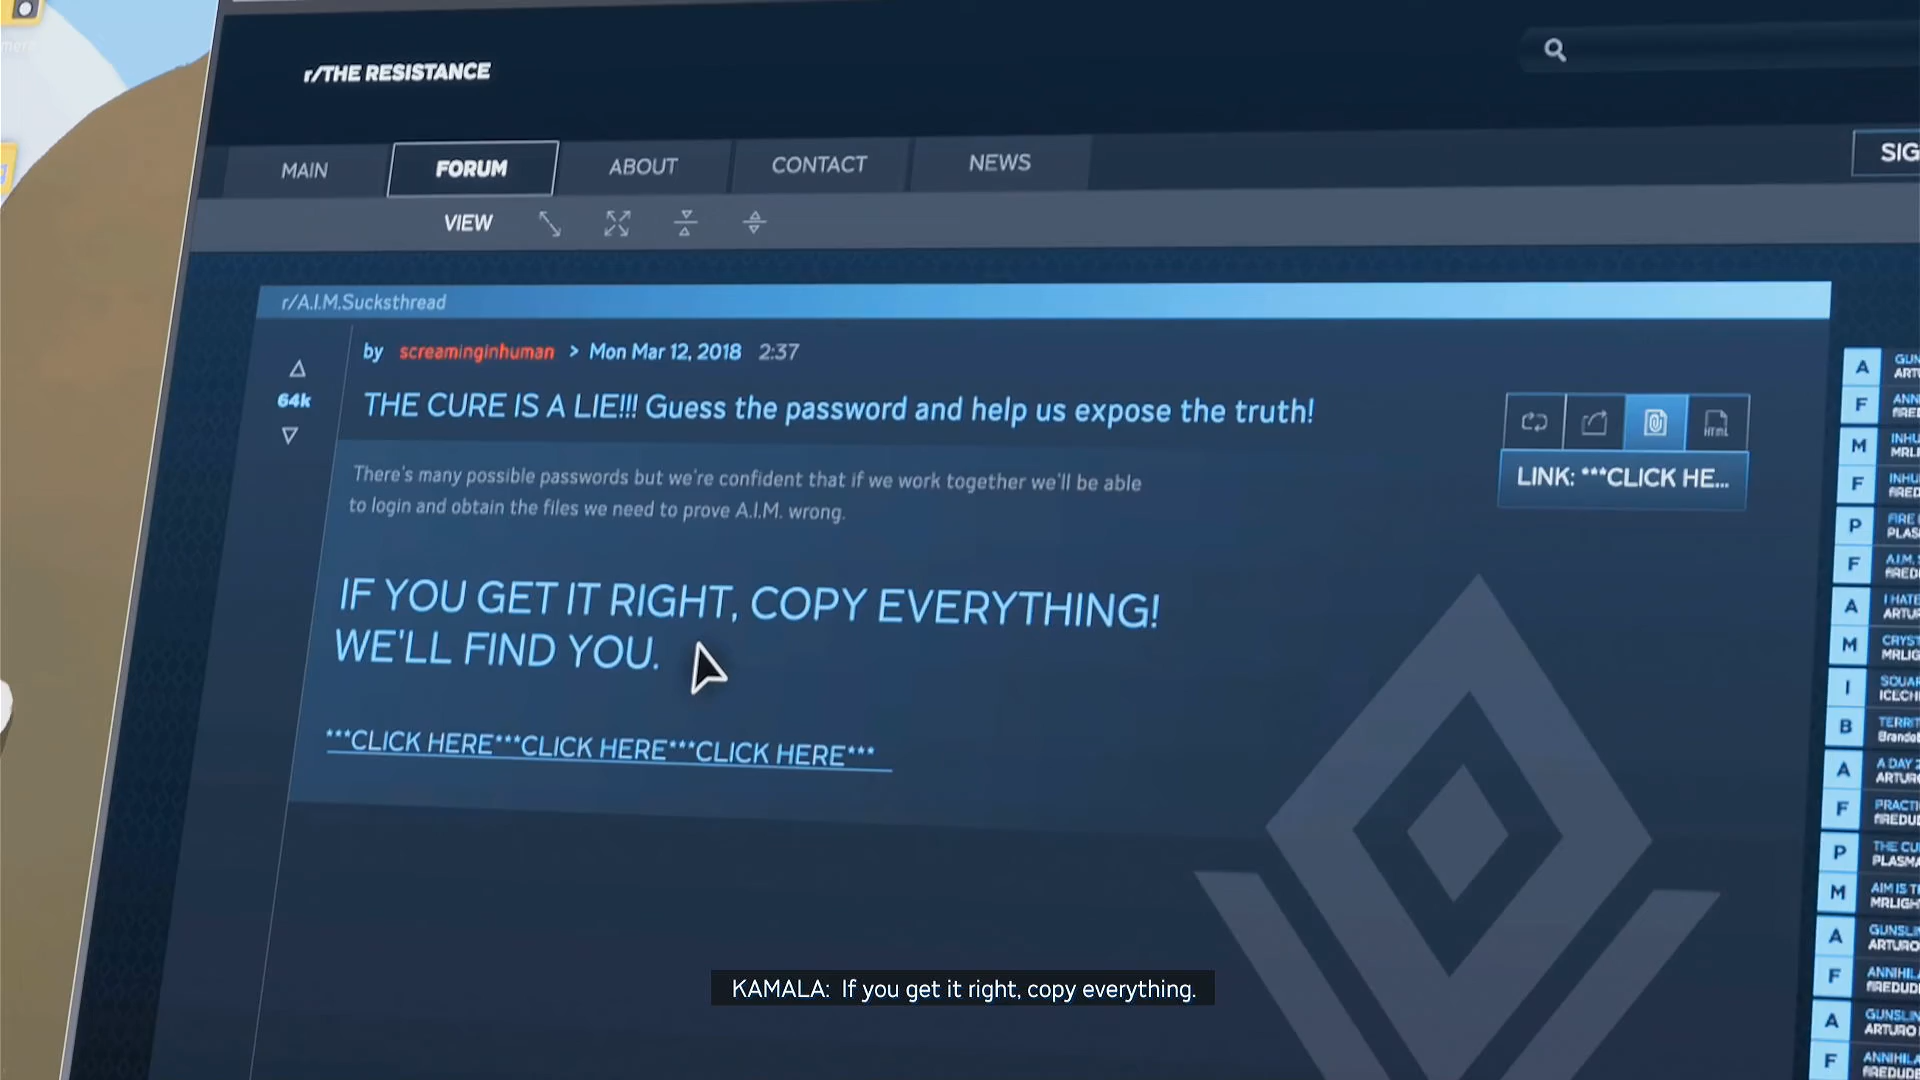 r/THE RESISTANCE
MAIN
FORUM
ABOUT
CONTACT
NEWS
VIEW
r/A.I.M.Sucksthread
by screaminginhuman > Mon Mar 12, 2018 2:37
64k
THE CURE IS A LIE!!! Guess the password and help us expose the truth!
HTML
LINK: ***CLICK HE...
There's many possible passwords but we're confident that if we work together we'll be able
to login and obtain the files we need to prove A.I.M. wrong.
IF YOU GET IT RIGHT, COPY EVERYTHING!
WE'LL FIND YOU.
***CLICK HERE***CLICK HERE***CLICK HERE***
A
F
M
F
P
F
A
M
I
B
A
F
P
M
A
F
A
F
KAMALA: If you get it right, copy everything.